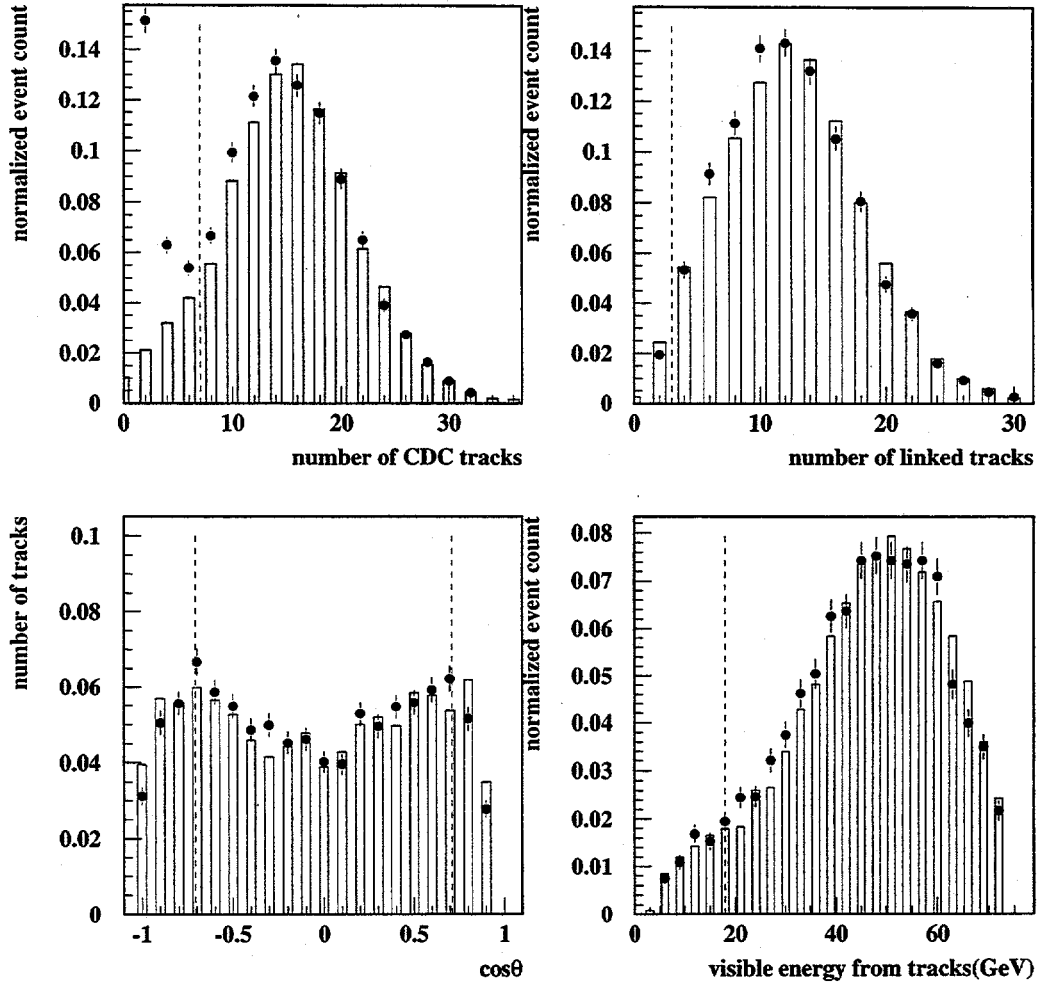 normalized event count
0.14
0.12
0.1
0.08
0.06
0.04
0.02
0
0 10 20 30
number of CDC tracks
normalized event count
0.14
0.12
0.1
0.08
0.06
0.04
0.02
0
0 10 20 30
number of linked tracks
number of tracks
0.1
0.08
0.06
0.04
0.02
0
-1 -0.5 0 0.5 1
cosθ
normalized event count
0.08
0.07
0.06
0.05
0.04
0.03
0.02
0.01
0
0 20 40 60
visible energy from tracks(GeV)